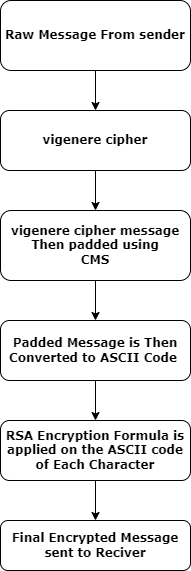 Raw Message From sender
vigenere cipher
vigenere cipher message
Then padded using
CMS
Padded Message is Then
Converted to ASCII Code
RSA Encryption Formula is
applied on the ASCII code
of Each Character
Final Encrypted Message
sent to Reciver